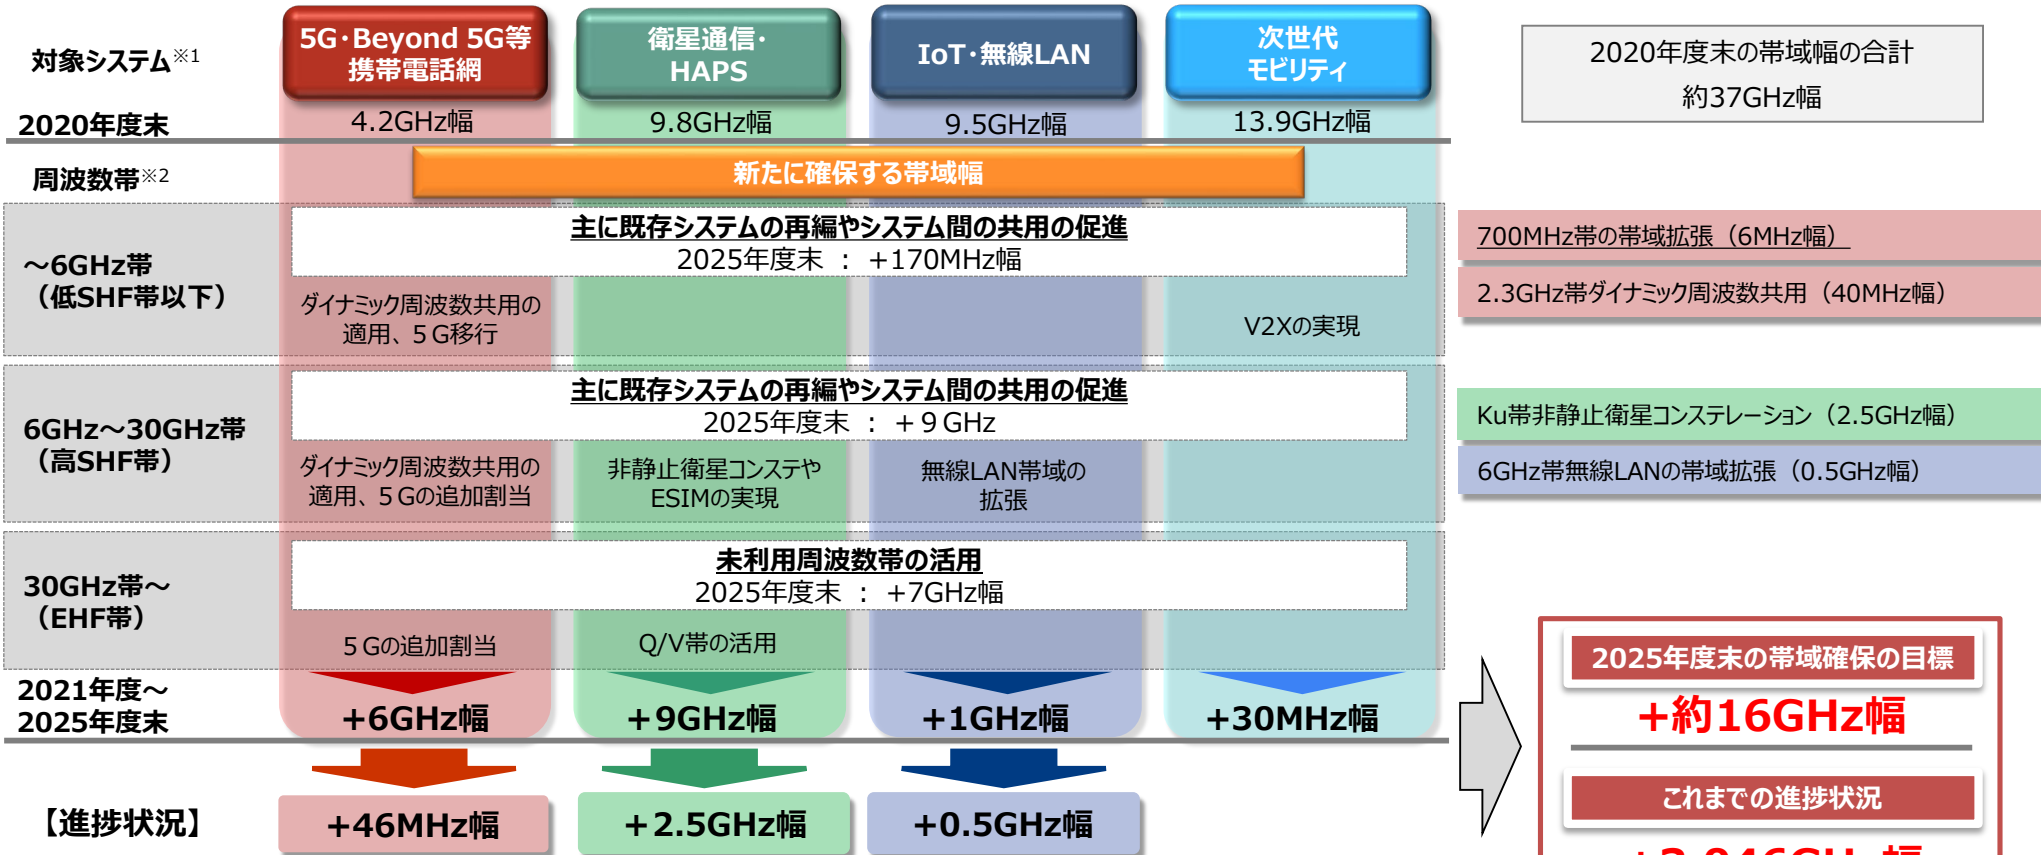 対象システム※1
5G・Beyond 5G等
携帯電話網
衛星通信・
HAPS
IoT・無線LAN
次世代
モビリティ
2020年度末の帯域幅の合計
約37GHz幅
2020年度末
4.2GHz幅
9.8GHz幅
9.5GHz幅
13.9GHz幅
周波数帯※2
新たに確保する帯域幅
～6GHz帯
（低SHF帯以下）
主に既存システムの再編やシステム間の共用の促進
2025年度末 ： +170MHz幅
ダイナミック周波数共用の
適用、５G移行
V2Xの実現
700MHz帯の帯域拡張（6MHz幅）
2.3GHz帯ダイナミック周波数共用（40MHz幅）
6GHz～30GHz帯
（高SHF帯）
主に既存システムの再編やシステム間の共用の促進
2025年度末 ： +９GHz
ダイナミック周波数共用の
適用、５Gの追加割当
非静止衛星コンステや
ESIMの実現
無線LAN帯域の
拡張
Ku帯非静止衛星コンステレーション（2.5GHz幅）
6GHz帯無線LANの帯域拡張（0.5GHz幅）
30GHz帯～
（EHF帯）
未利用周波数帯の活用
2025年度末 ： +7GHz幅
５Gの追加割当
Q/V帯の活用
2021年度～
2025年度末
+6GHz幅
+9GHz幅
+1GHz幅
+30MHz幅
2025年度末の帯域確保の目標
+約16GHz幅
【進捗状況】
+46MHz幅
+2.5GHz幅
+0.5GHz幅
これまでの進捗状況